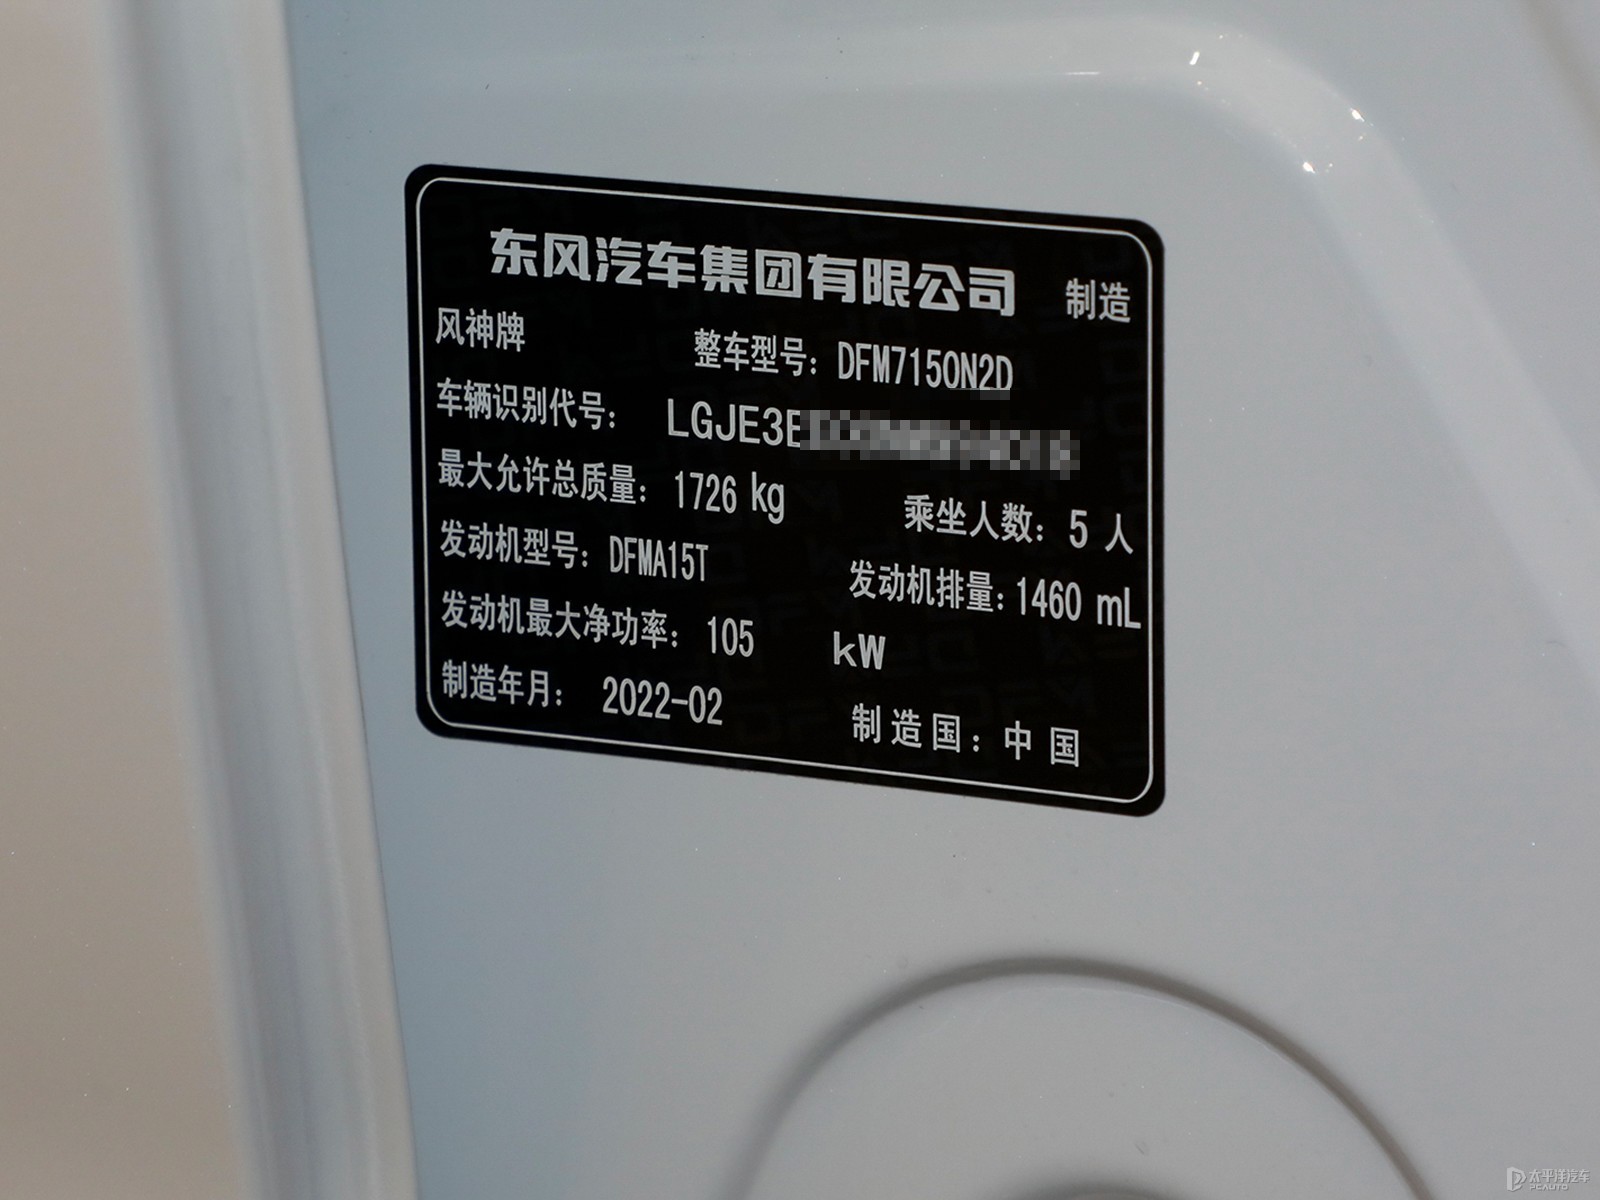 东风汽车集团有限公司 制造
风神牌 整车型号：DFM7150N2D
车辆识别代号： LGJE3E
最大允许总质量：1726 kg 乘坐人数：5 人
发动机型号：DFMA15T 发动机排量：1460 mL
发动机最大净功率：105 kW
制造年月： 2022-02 制造国：中国
太平洋汽车
PCAUTO